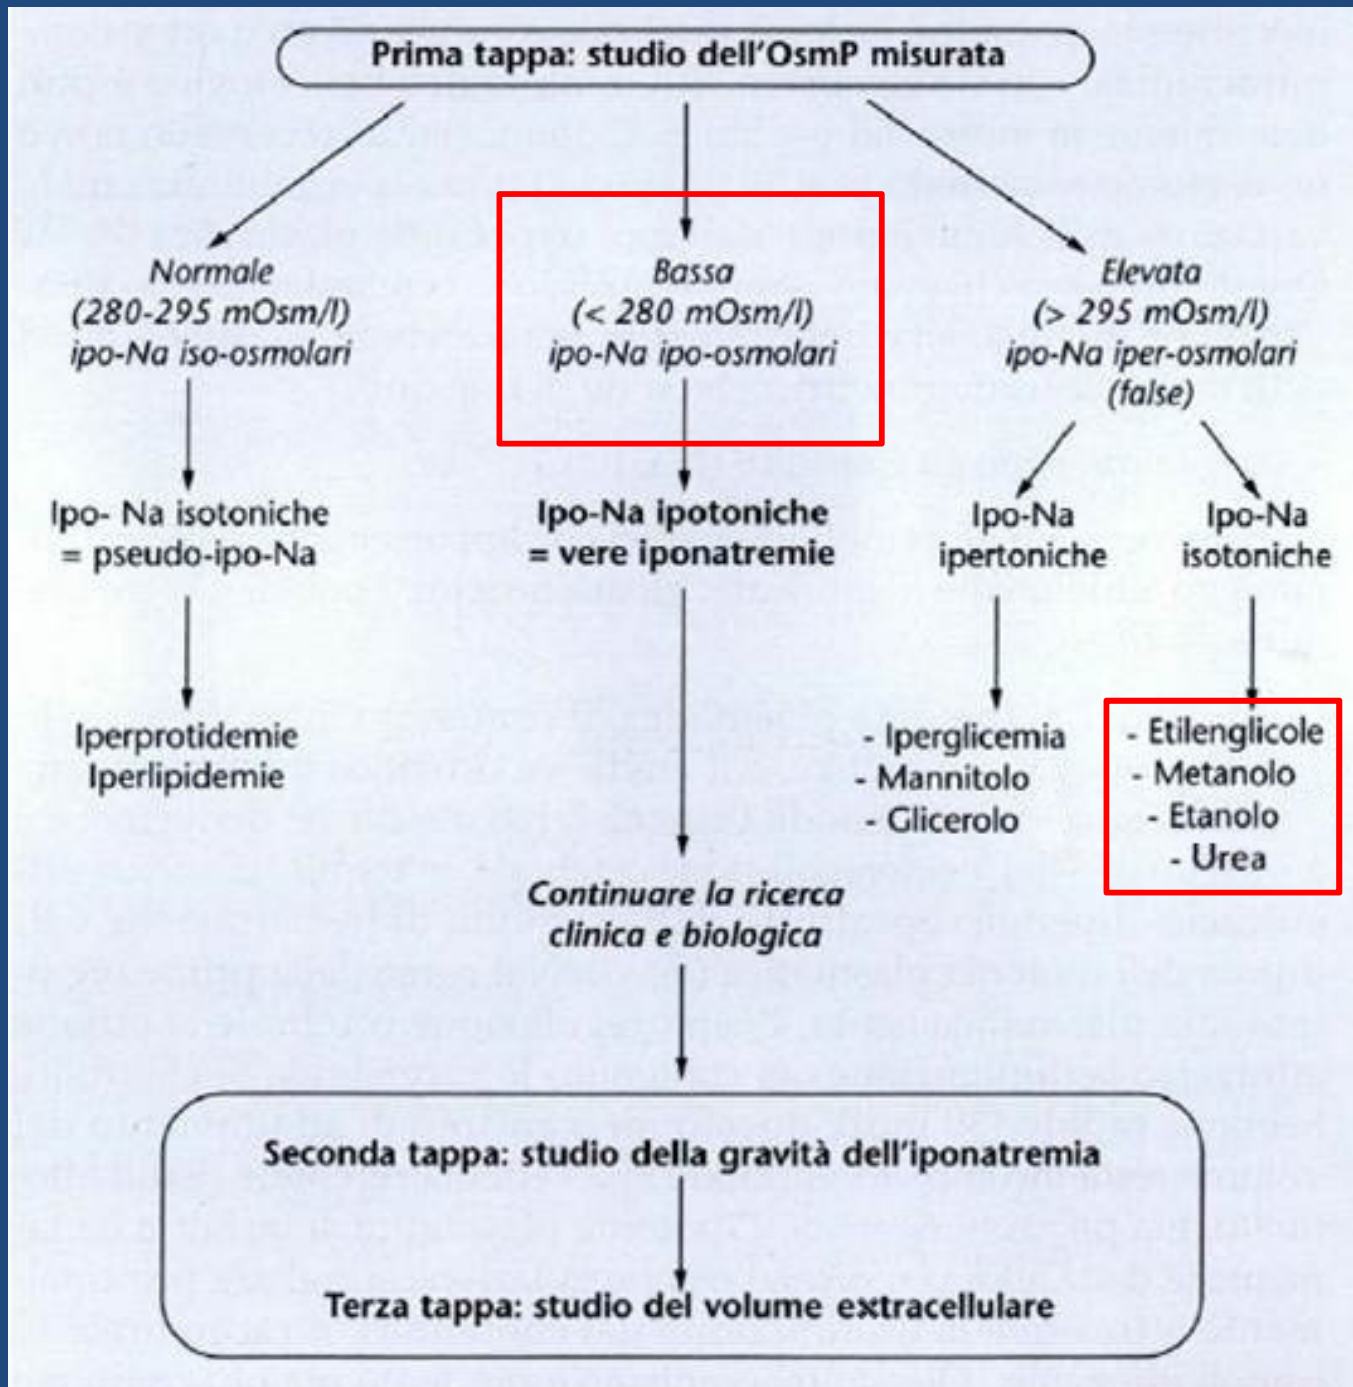 Prima tappa: studio dell'OsmP misurata
Normale
(280-295 mOsm/l)
ipo-Na iso-osmolari
Bassa
(< 280 mOsm/l)
ipo-Na ipo-osmolari
Elevata
(> 295 mOsm/l)
ipo-Na iper-osmolari
(false)
Ipo- Na isotoniche
= pseudo-ipo-Na
Ipo-Na ipotoniche
= vere iponatremie
Ipo-Na
ipertoniche
Ipo-Na
isotoniche
Iperprotidemie
Iperlipidemie
- Iperglicemia
- Mannitolo
- Glicerolo
- Etilenglicole
- Metanolo
- Etanolo
- Urea
Continuare la ricerca
clinica e biologica
Seconda tappa: studio della gravità dell'iponatremia
Terza tappa: studio del volume extracellulare